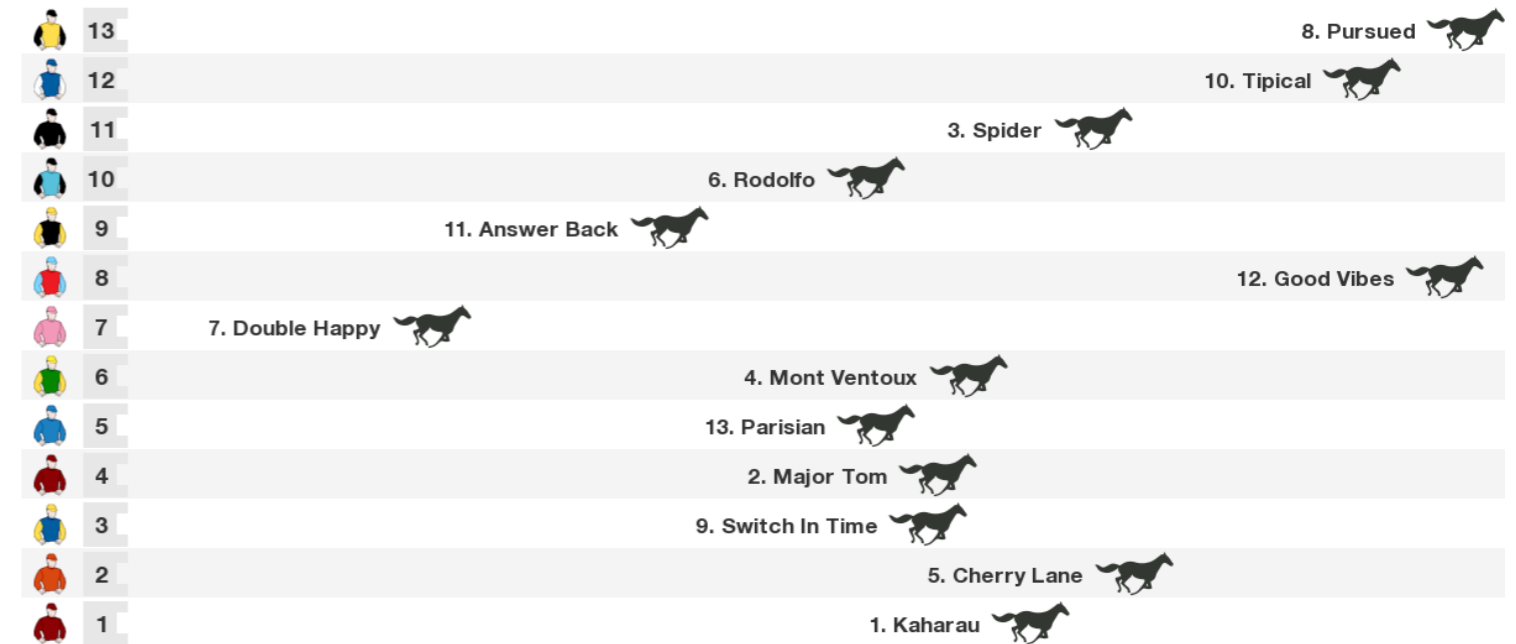 13 8. Pursued
12 10. Tipical
11 3. Spider
10 6. Rodolfo
9 11. Answer Back
8 12. Good Vibes
7 7. Double Happy
6 4. Mont Ventoux
5 13. Parisian
4 2. Major Tom
3 9. Switch In Time
2 5. Cherry Lane
1 1. Kaharau